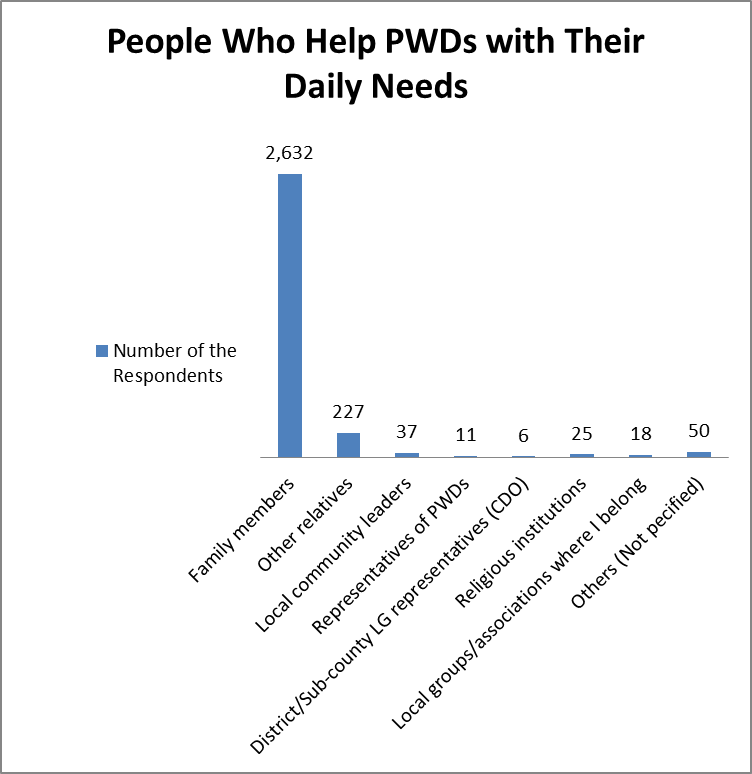 People Who Help PWDs with Their
Daily Needs
2,632
227
37
11
6
25
18
50
Number of the
Respondents
Family members
Other relatives
Local community leaders
Representatives of PWDs
District/Sub-county LG representatives (CDO)
Religious institutions
Local groups/associations where I belong
Others (Not pecified)